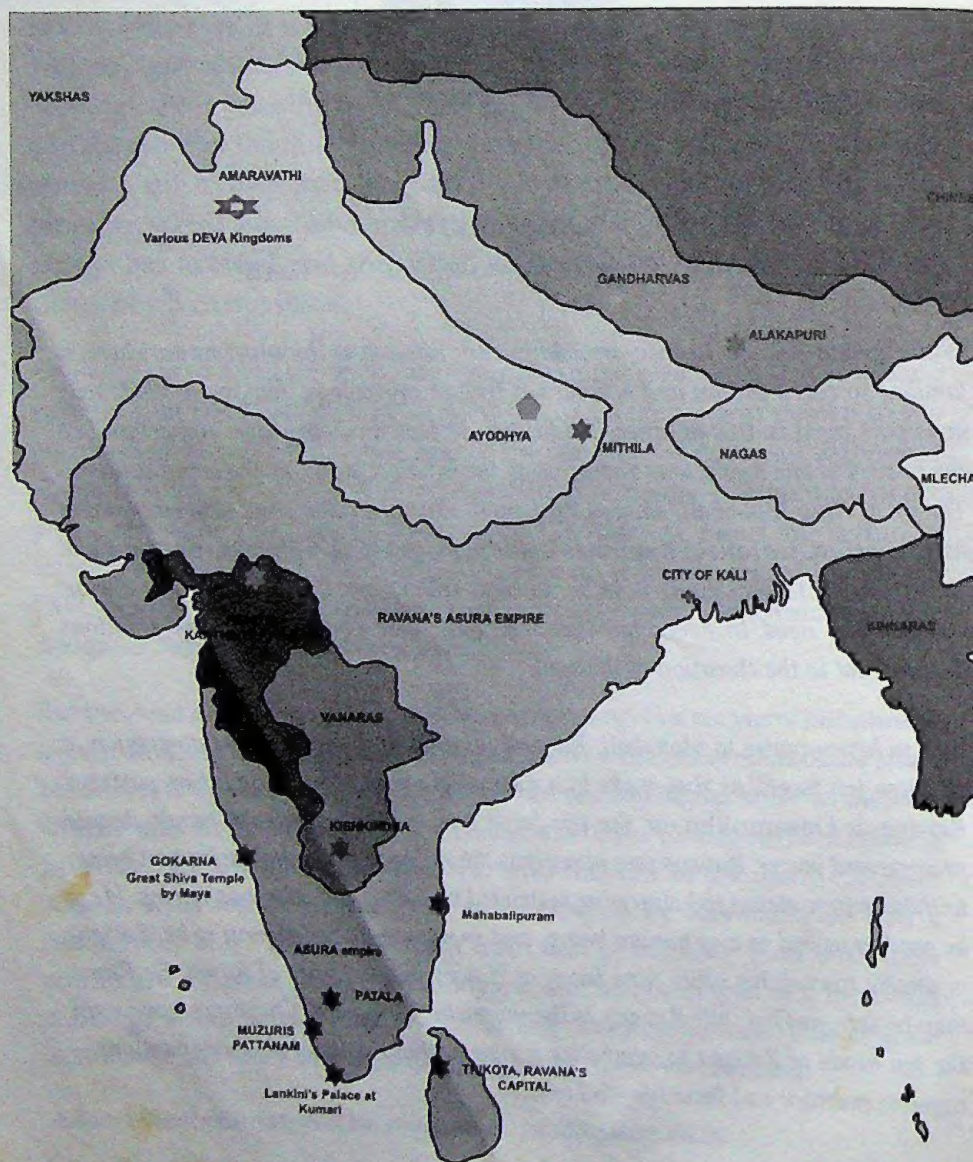 YAKSHAS
AMARAVATHI
Various DEVA Kingdoms
GANDHARVAS
ALAKAPURI
AYODHYA
MITHILA
NAGAS
MLECHA
CITY OF KALI
RAVANA'S ASURA EMPIRE
VANARAS
KISHKINDHA
GOKARNA
Great Shiva Temple
by Maya
Mahabalipuram
ASURA empire
PATALA
MUZURIS
PATTANAM
TRIKOTA, RAVANA'S
CAPITAL
Lankini's Palace at
Kumari